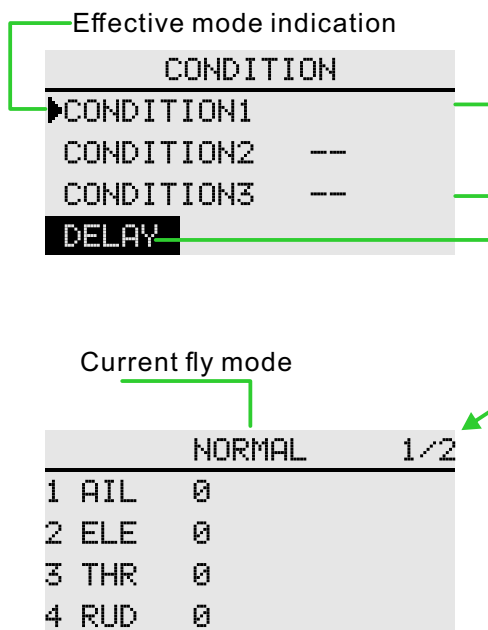 Effective mode indication
CONDITION
CONDITION1
CONDITION2 --
CONDITION3 --
DELAY
Current fly mode
NORMAL 1/2
1 AIL 0
2 ELE 0
3 THR 0
4 RUD 0